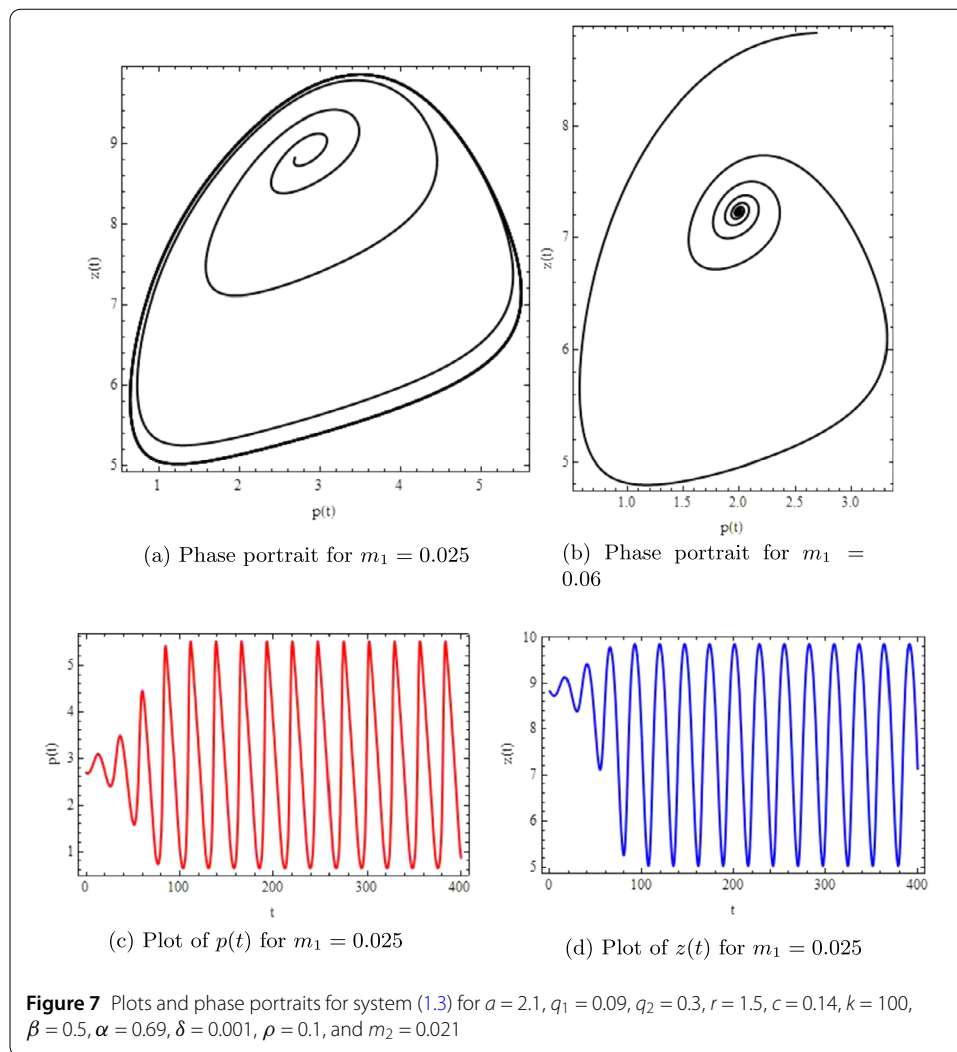 9
8
7
6
5
z(t)
1 2 3 4 5
p(t)
(a) Phase portrait for m₁ = 0.025
8
7
6
5
z(t)
1.0 1.5 2.0 2.5 3.0
p(t)
(b) Phase portrait for m₁ =
0.06
5
4
3
2
1
p(t)
0 100 200 300 400
t
(c) Plot of p(t) for m₁ = 0.025
10
9
8
7
6
5
z(t)
0 100 200 300 400
t
(d) Plot of z(t) for m₁ = 0.025
Figure 7 Plots and phase portraits for system (1.3) for a = 2.1, q₁ = 0.09, q₂ = 0.3, r = 1.5, c = 0.14, k = 100,
β = 0.5, α = 0.69, δ = 0.001, ρ = 0.1, and m₂ = 0.021